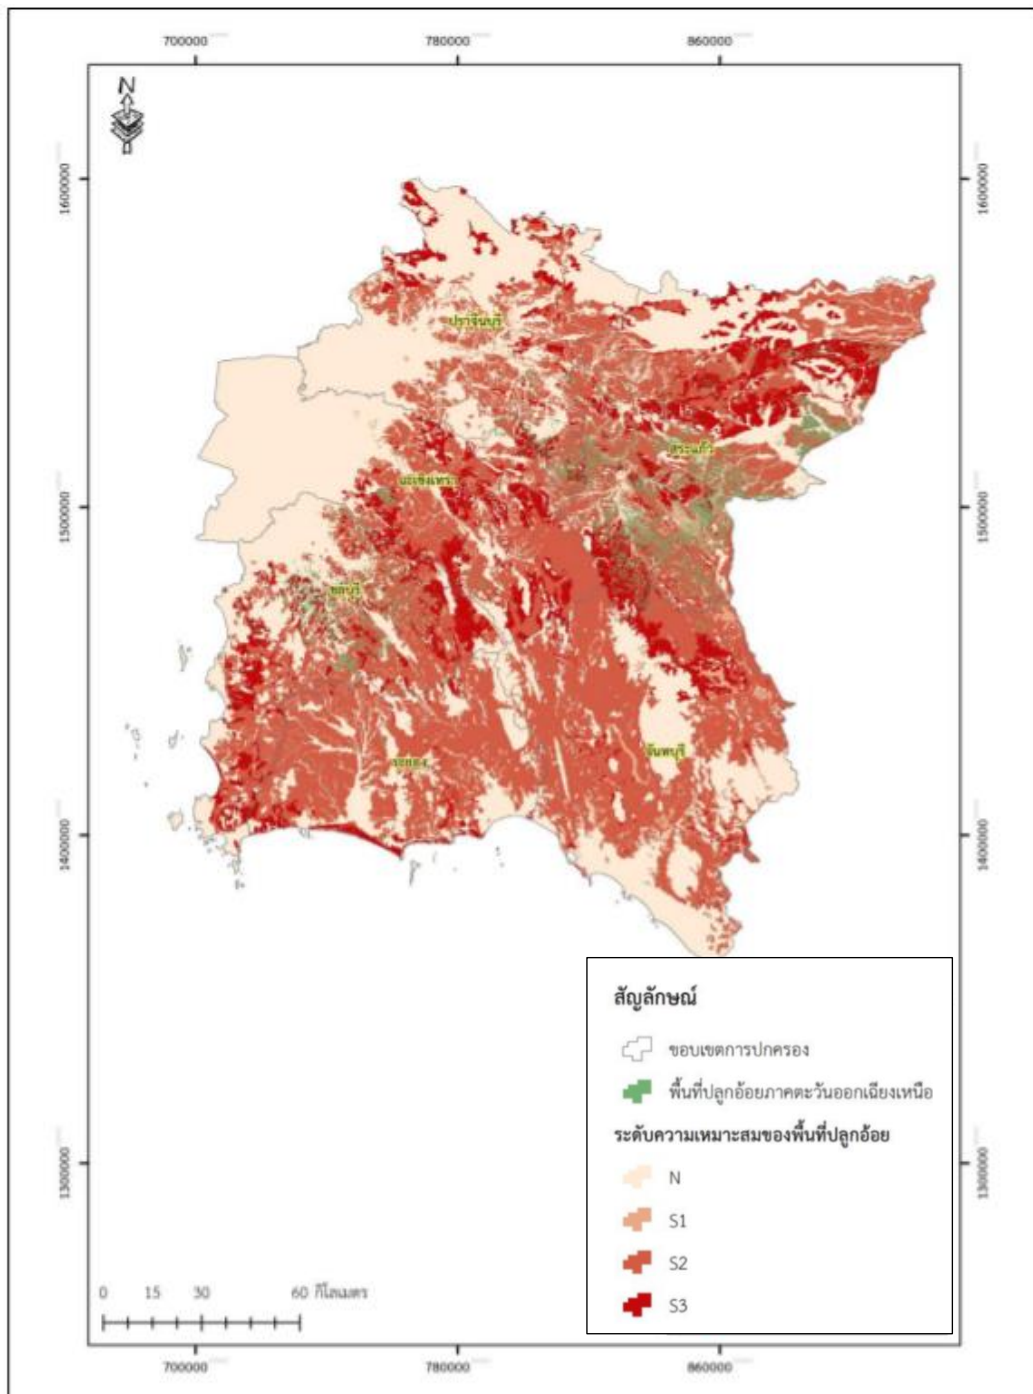 700000 780000 860000
N
1600000 1600000
ปราจีนบุรี
สระแก้ว
ฉะเชิงเทรา
1500000 1500000
ชลบุรี
จันทบุรี
ระยอง
1400000 1400000
สัญลักษณ์
ขอบเขตการปกครอง
พื้นที่ปลูกอ้อยภาคตะวันออกเฉียงเหนือ
ระดับความเหมาะสมของพื้นที่ปลูกอ้อย
1300000 1300000
N
S1
S2
S3
0 15 30 60 กิโลเมตร
700000 780000 860000